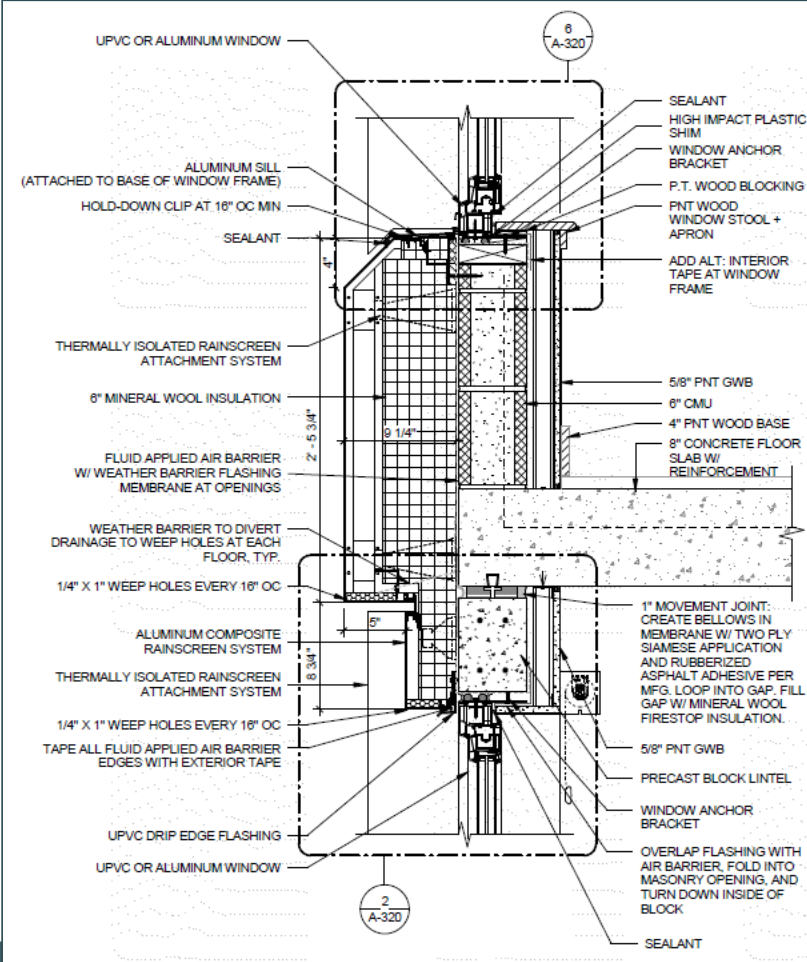 UPVC OR ALUMINUM WINDOW
6
A-320
ALUMINUM SILL
(ATTACHED TO BASE OF WINDOW FRAME)
HOLD-DOWN CLIP AT 16" OC MIN
SEALANT
4"
THERMALLY ISOLATED RAINSCREEN
ATTACHMENT SYSTEM
6" MINERAL WOOL INSULATION
2' - 5 3/4"
9 1/4"
FLUID APPLIED AIR BARRIER
W/ WEATHER BARRIER FLASHING
MEMBRANE AT OPENINGS
WEATHER BARRIER TO DIVERT
DRAINAGE TO WEEP HOLES AT EACH
FLOOR, TYP.
1/4" X 1" WEEP HOLES EVERY 16" OC
5"
ALUMINUM COMPOSITE
RAINSCREEN SYSTEM
8 3/4"
THERMALLY ISOLATED RAINSCREEN
ATTACHMENT SYSTEM
1/4" X 1" WEEP HOLES EVERY 16" OC
TAPE ALL FLUID APPLIED AIR BARRIER
EDGES WITH EXTERIOR TAPE
UPVC DRIP EDGE FLASHING
UPVC OR ALUMINUM WINDOW
2
A-320
SEALANT
HIGH IMPACT PLASTIC
SHIM
WINDOW ANCHOR
BRACKET
P.T. WOOD BLOCKING
PNT WOOD
WINDOW STOOL +
APRON
ADD ALT: INTERIOR
TAPE AT WINDOW
FRAME
5/8" PNT GWB
6" CMU
4" PNT WOOD BASE
8" CONCRETE FLOOR
SLAB W/
REINFORCEMENT
1" MOVEMENT JOINT:
CREATE BELLOWS IN
MEMBRANE W/ TWO PLY
SIAMESE APPLICATION
AND RUBBERIZED
ASPHALT ADHESIVE PER
MFG. LOOP INTO GAP. FILL
GAP W/ MINERAL WOOL
FIRESTOP INSULATION.
5/8" PNT GWB
PRECAST BLOCK LINTEL
WINDOW ANCHOR
BRACKET
OVERLAP FLASHING WITH
AIR BARRIER, FOLD INTO
MASONRY OPENING, AND
TURN DOWN INSIDE OF
BLOCK
SEALANT